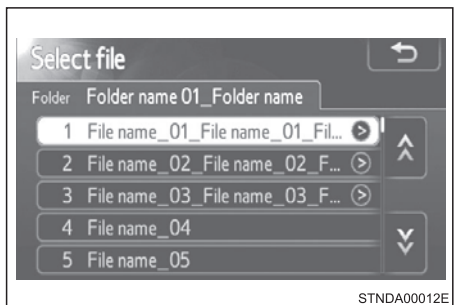 Select file
Folder Folder name 01_Folder name
1 File name_01_File name_01_Fil...
2 File name_02_File name_02_F...
3 File name_03_File name_03_F...
4 File name_04
5 File name_05
STNDA00012E